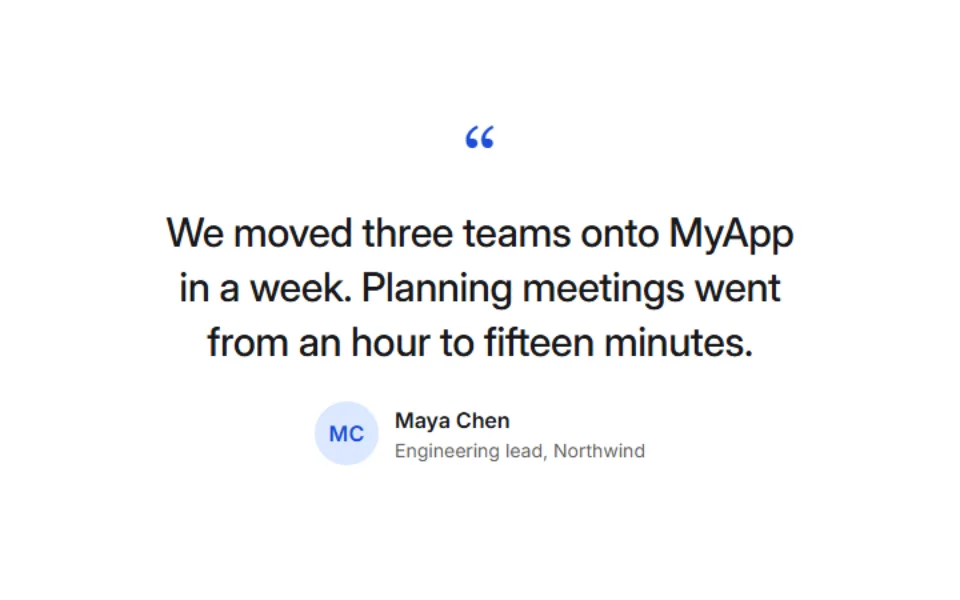 “
We moved three teams onto MyApp
in a week. Planning meetings went
from an hour to fifteen minutes.
MC
Maya Chen
Engineering lead, Northwind